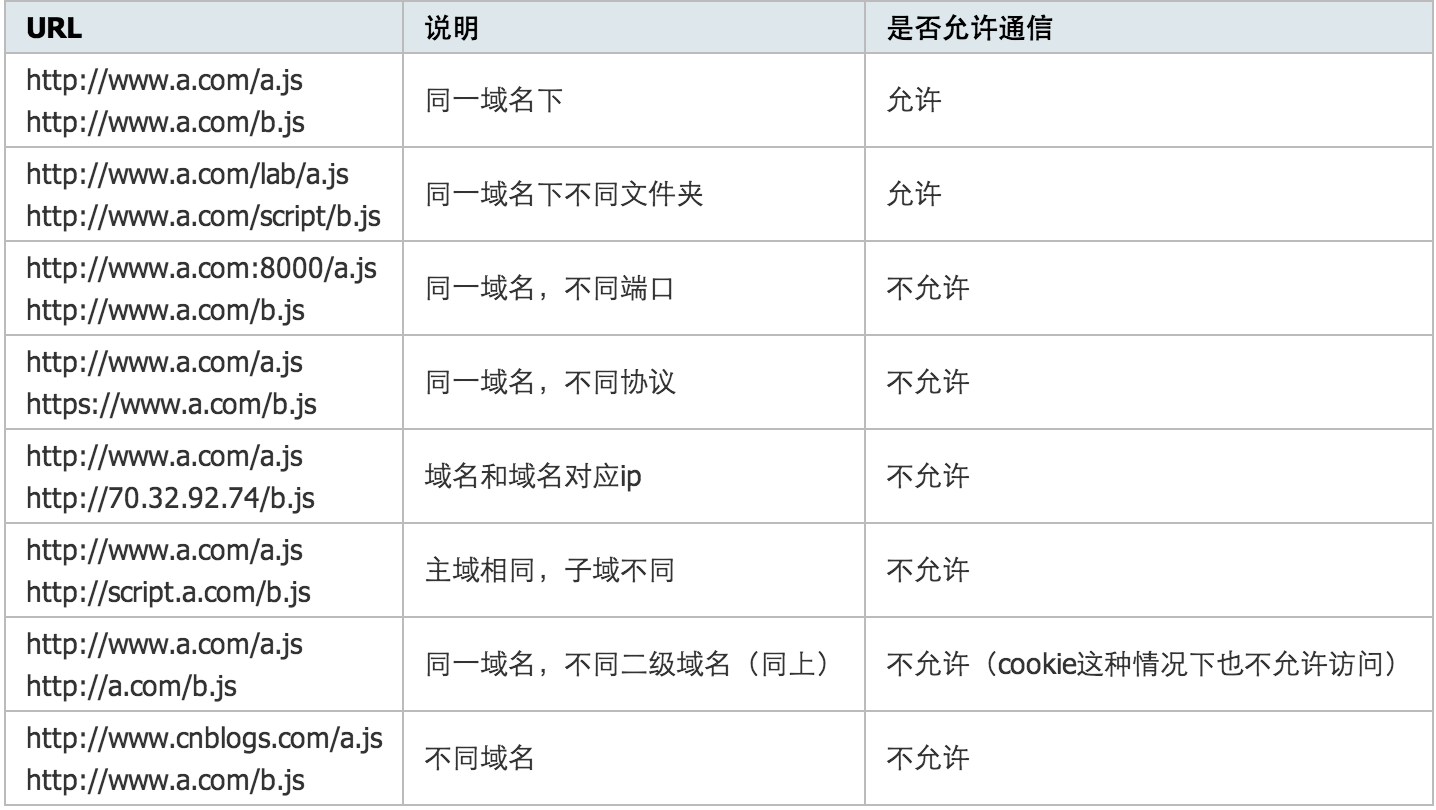 URL 说明 是否允许通信
http://www.a.com/a.js
http://www.a.com/b.js
同一域名下
允许
http://www.a.com/lab/a.js
http://www.a.com/script/b.js
同一域名下不同文件夹
允许
http://www.a.com:8000/a.js
http://www.a.com/b.js
同一域名，不同端口
不允许
http://www.a.com/a.js
https://www.a.com/b.js
同一域名，不同协议
不允许
http://www.a.com/a.js
http://70.32.92.74/b.js
域名和域名对应ip
不允许
http://www.a.com/a.js
http://script.a.com/b.js
主域相同，子域不同
不允许
http://www.a.com/a.js
http://a.com/b.js
同一域名，不同二级域名（同上）
不允许（cookie这种情况下也不允许访问）
http://www.cnblogs.com/a.js
http://www.a.com/b.js
不同域名
不允许